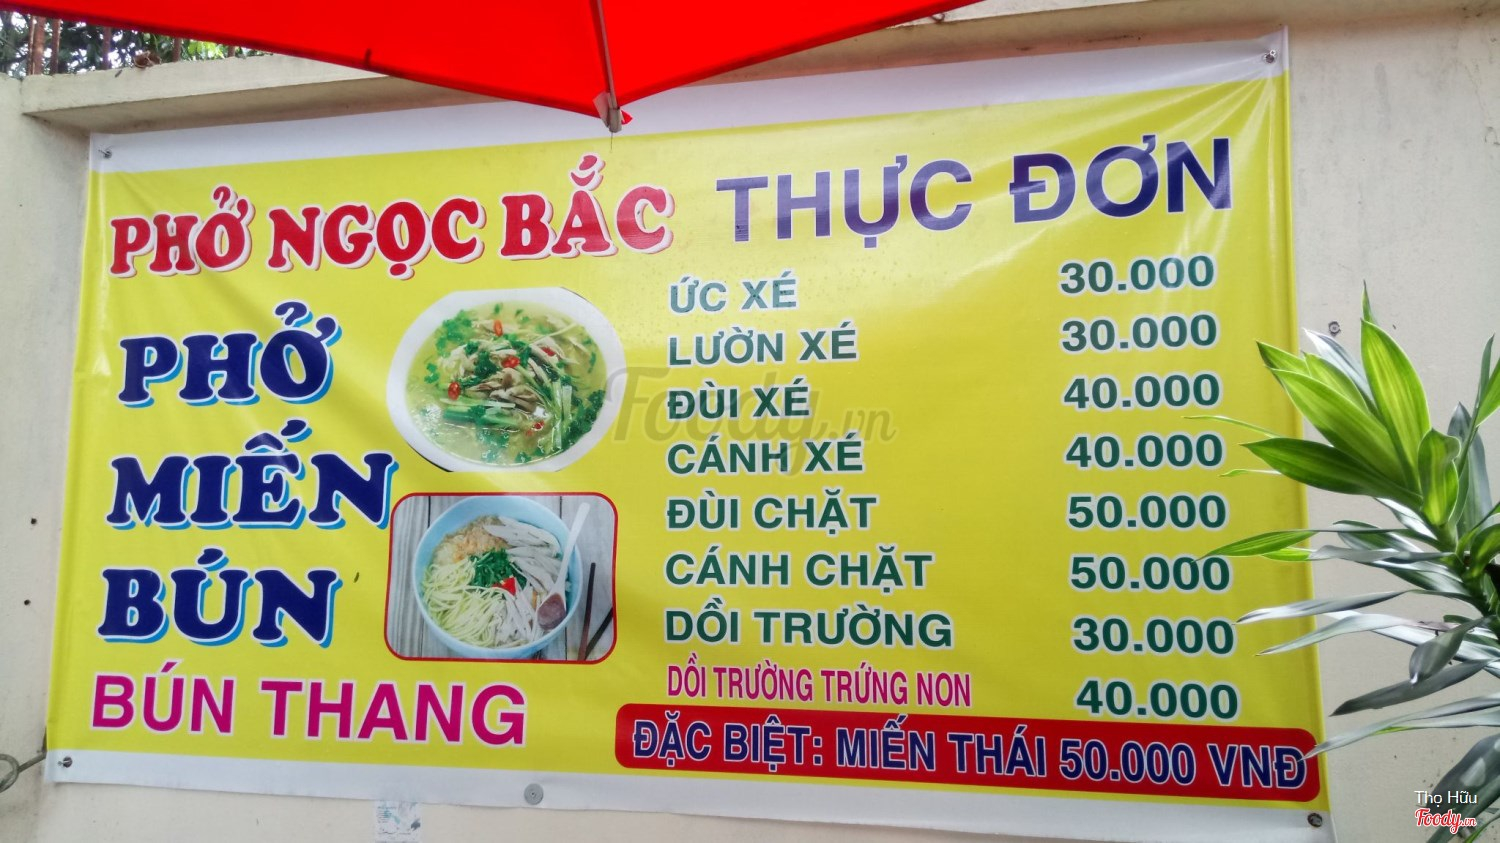 PHỞ NGỌC BẮC
THỰC ĐƠN
PHỞ
MIẾN
BÚN
BÚN THANG
ỨC XÉ 30.000
LƯỜN XÉ 30.000
ĐÙI XÉ 40.000
CÁNH XÉ 40.000
ĐÙI CHẶT 50.000
CÁNH CHẶT 50.000
DỒI TRƯỜNG 30.000
DỒI TRƯỜNG TRỨNG NON 40.000
ĐẶC BIỆT: MIẾN THÁI 50.000 VNĐ
Foody.vn
Thọ Hữu
Foody.vn